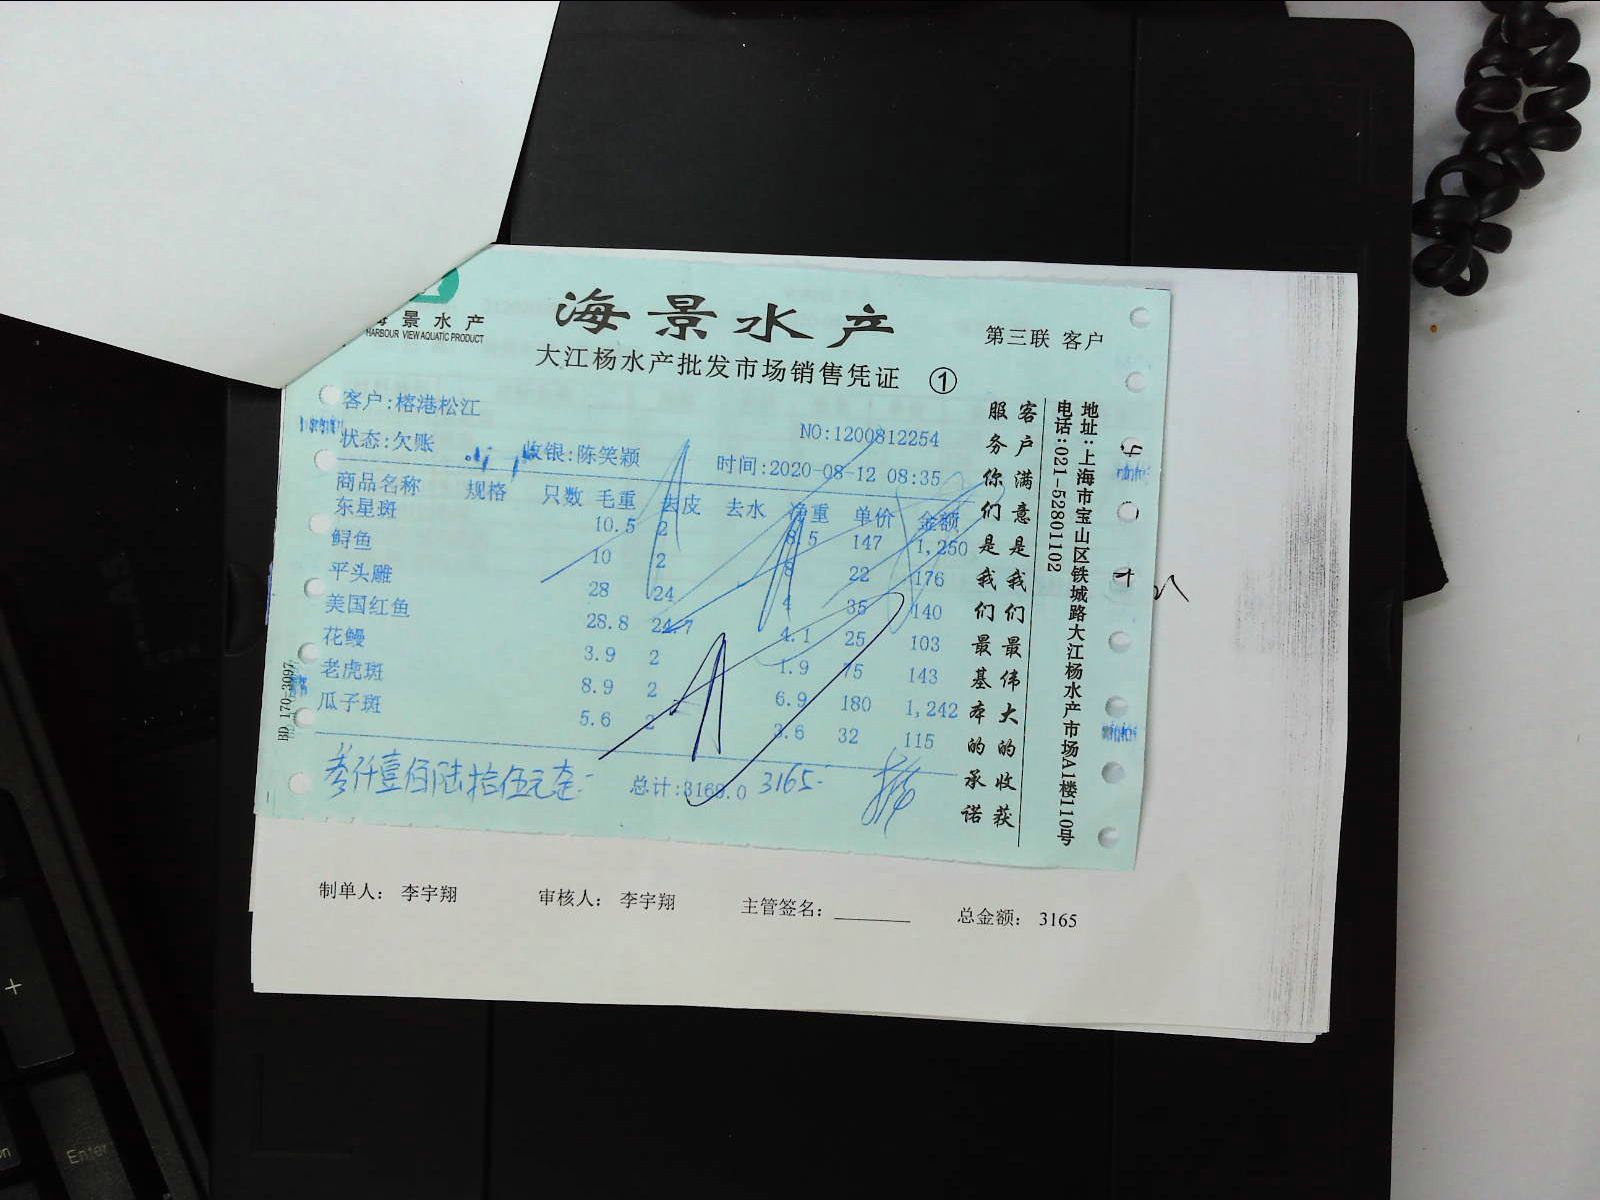 海景水产
景水产
HARBOUR VIEW AQUATIC PRODUCT
第三联 客户
大江杨水产批发市场销售凭证 ①
客户:榕港松江
NO:1200812254
状态:欠账 收银:陈笑颖 时间:2020-08-12 08:35
商品名称 规格 只数 毛重 去皮 去水 净重 单价 金额
东星斑 10.5 2 8.5 147 1,250
鲟鱼 10 2 8 22 176
平头雕 28 24 4 35 140
美国红鱼 28.8 24.7 4.1 25 103
花鳗 3.9 2 1.9 75 143
老虎斑 8.9 2 6.9 180 1,242
瓜子斑 5.6 2 3.6 32 115
叁仟壹佰陆拾伍元
总计: 3165
客户满意是我们最伟大的收获
服务你们是我们最基本的承诺
地址:上海市宝山区铁城路大江杨水产市场A1楼110号
电话:021-52801102
BD 170-3097
制单人: 李宇翔 审核人: 李宇翔 主管签名: 总金额: 3165
+
Enter